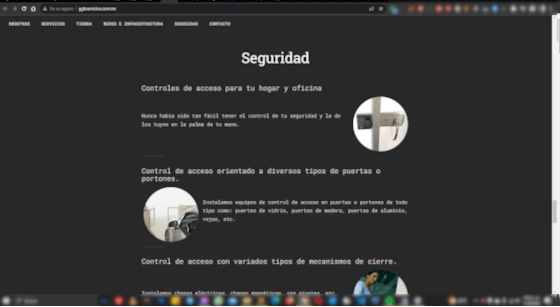 No es seguro
NOSOTROS SERVICIOS TIENDA REDES E INFRAESTRUCTURA SEGURIDAD CONTACTO
Seguridad
Controles de acceso para tu hogar y oficina
Nunca había sido tan fácil tener el control de tu seguridad y la de
los tuyos en la palma de tu mano.
Control de acceso orientado a diversos tipos de puertas o
portones.
Instalamos equipos de control de acceso en puertas o portones de todo
tipo como: puertas de vidrio, puertas de madera, puertas de aluminio,
rejas, etc.
Control de acceso con variados tipos de mecanismos de cierre.
Instalamos chapas eléctricas, chapas magnéticas, con pivotes, etc.